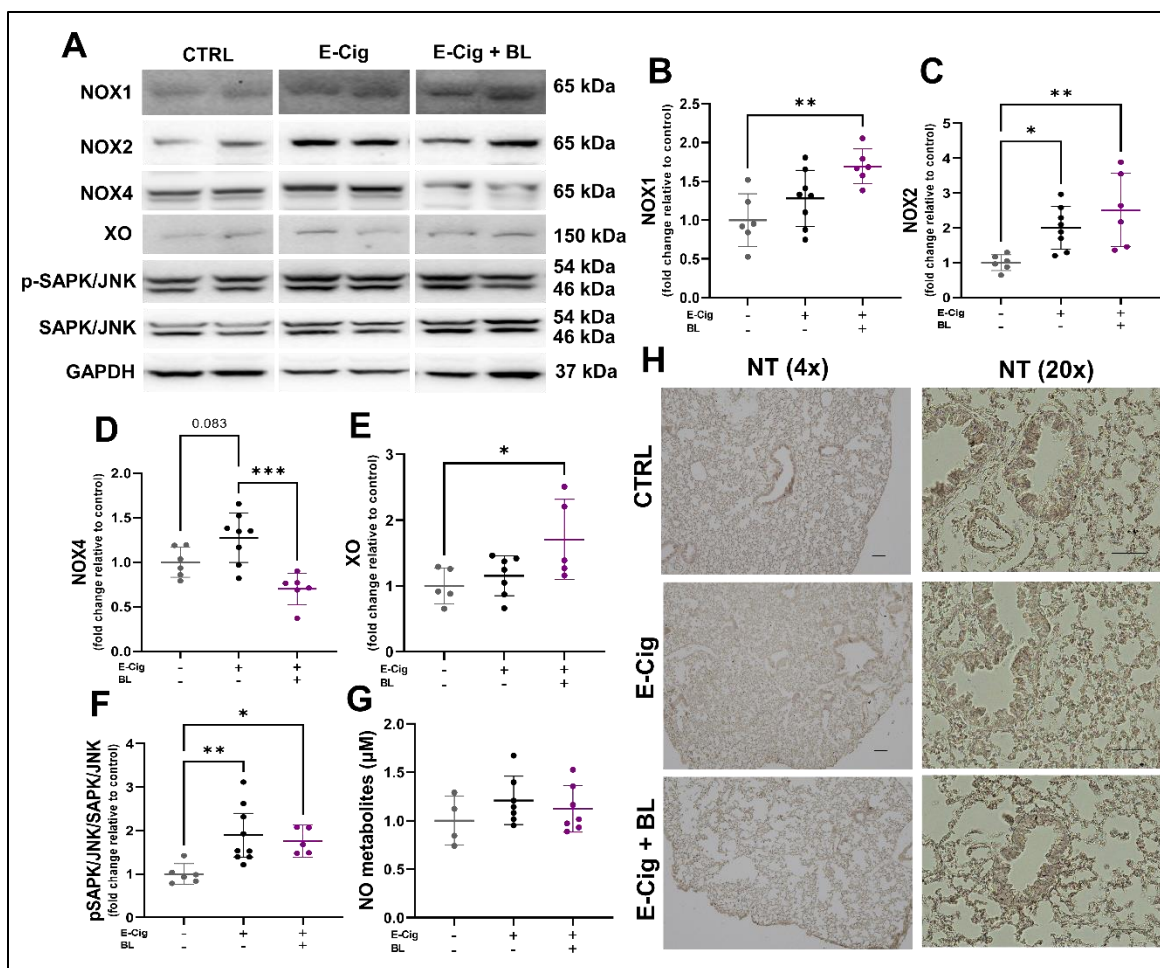 A
CTRL E-Cig E-Cig + BL
NOX1 65 kDa
NOX2 65 kDa
NOX4 65 kDa
XO 150 kDa
p-SAPK/JNK 54 kDa
46 kDa
SAPK/JNK 54 kDa
46 kDa
GAPDH 37 kDa
B
NOX1
(fold change relative to control)
2.5
2.0
1.5
1.0
0.5
0.0
**
E-Cig - + +
BL - - +
C
NOX2
(fold change relative to control)
5
4
3
2
1
0
*
**
E-Cig - + +
BL - - +
D
NOX4
(fold change relative to control)
2.0
1.5
1.0
0.5
0.0
0.083
***
E-Cig - + +
BL - - +
E
XO
(fold change relative to control)
3
2
1
0
*
E-Cig - + +
BL - - +
F
pSAPK/JNK/SAPK/JNK
(fold change relative to control)
4
3
2
1
0
**
*
E-Cig - + +
BL - - +
G
NO metabolites (µM)
2.0
1.5
1.0
0.5
0.0
E-Cig - + +
BL - - +
H
NT (4x) NT (20x)
CTRL
E-Cig
E-Cig + BL